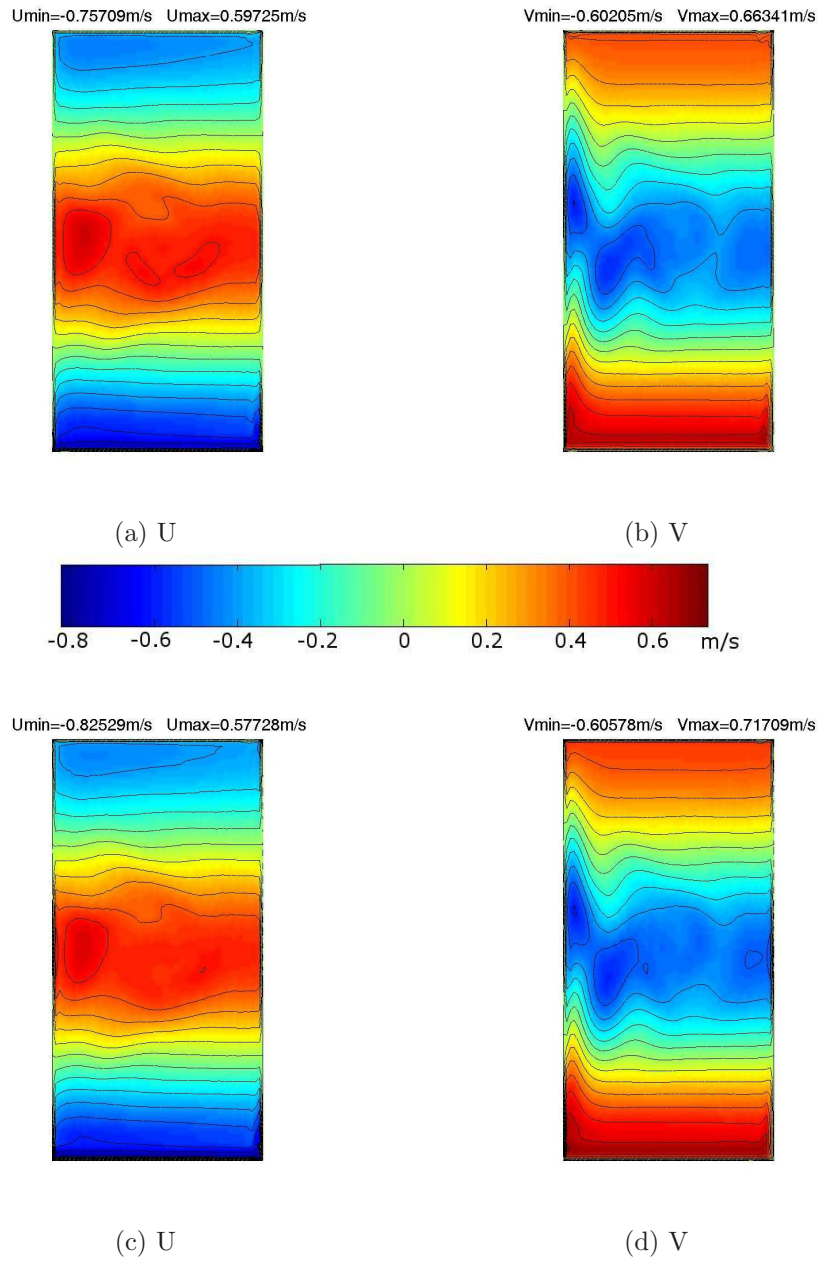 Umin=-0.75709m/s Umax=0.59725m/s
Vmin=-0.60205m/s Vmax=0.66341m/s
(a) U
(b) V
-0.8 -0.6 -0.4 -0.2 0 0.2 0.4 0.6 m/s
Umin=-0.82529m/s Umax=0.57728m/s
Vmin=-0.60578m/s Vmax=0.71709m/s
(c) U
(d) V